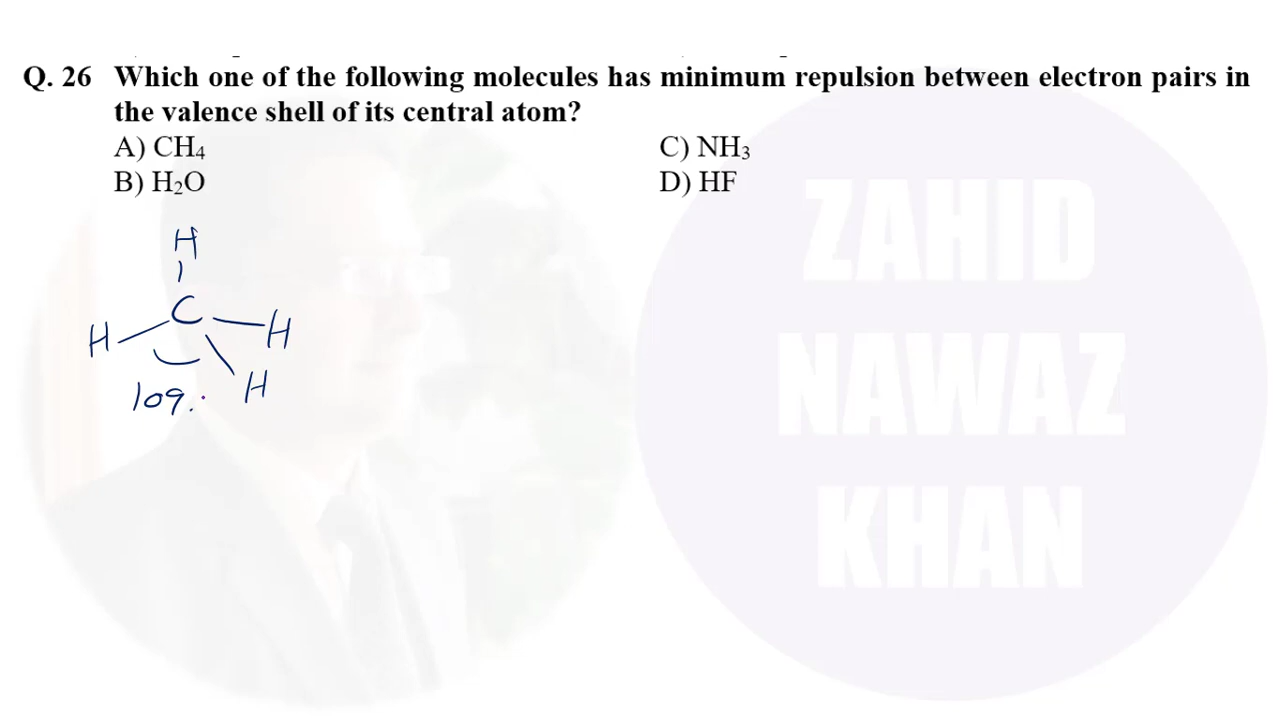 Q. 26 Which one of the following molecules has minimum repulsion between electron pairs in
the valence shell of its central atom?
A) CH₄
C) NH₃
B) H₂O
D) HF
H
C
H
H
H
109.
ZAHID
NAWAZ
KHAN